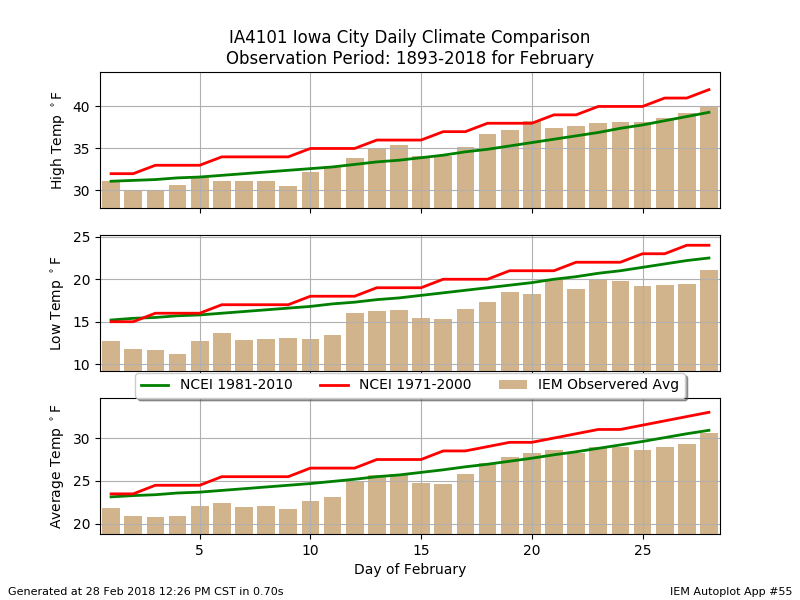 IA4101 Iowa City Daily Climate Comparison
Observation Period: 1893-2018 for February
High Temp °F
40
35
30
Low Temp °F
25
20
15
10
NCEI 1981-2010 NCEI 1971-2000 IEM Observered Avg
Average Temp °F
30
25
20
5 10 15 20 25
Day of February
Generated at 28 Feb 2018 12:26 PM CST in 0.70s IEM Autoplot App #55